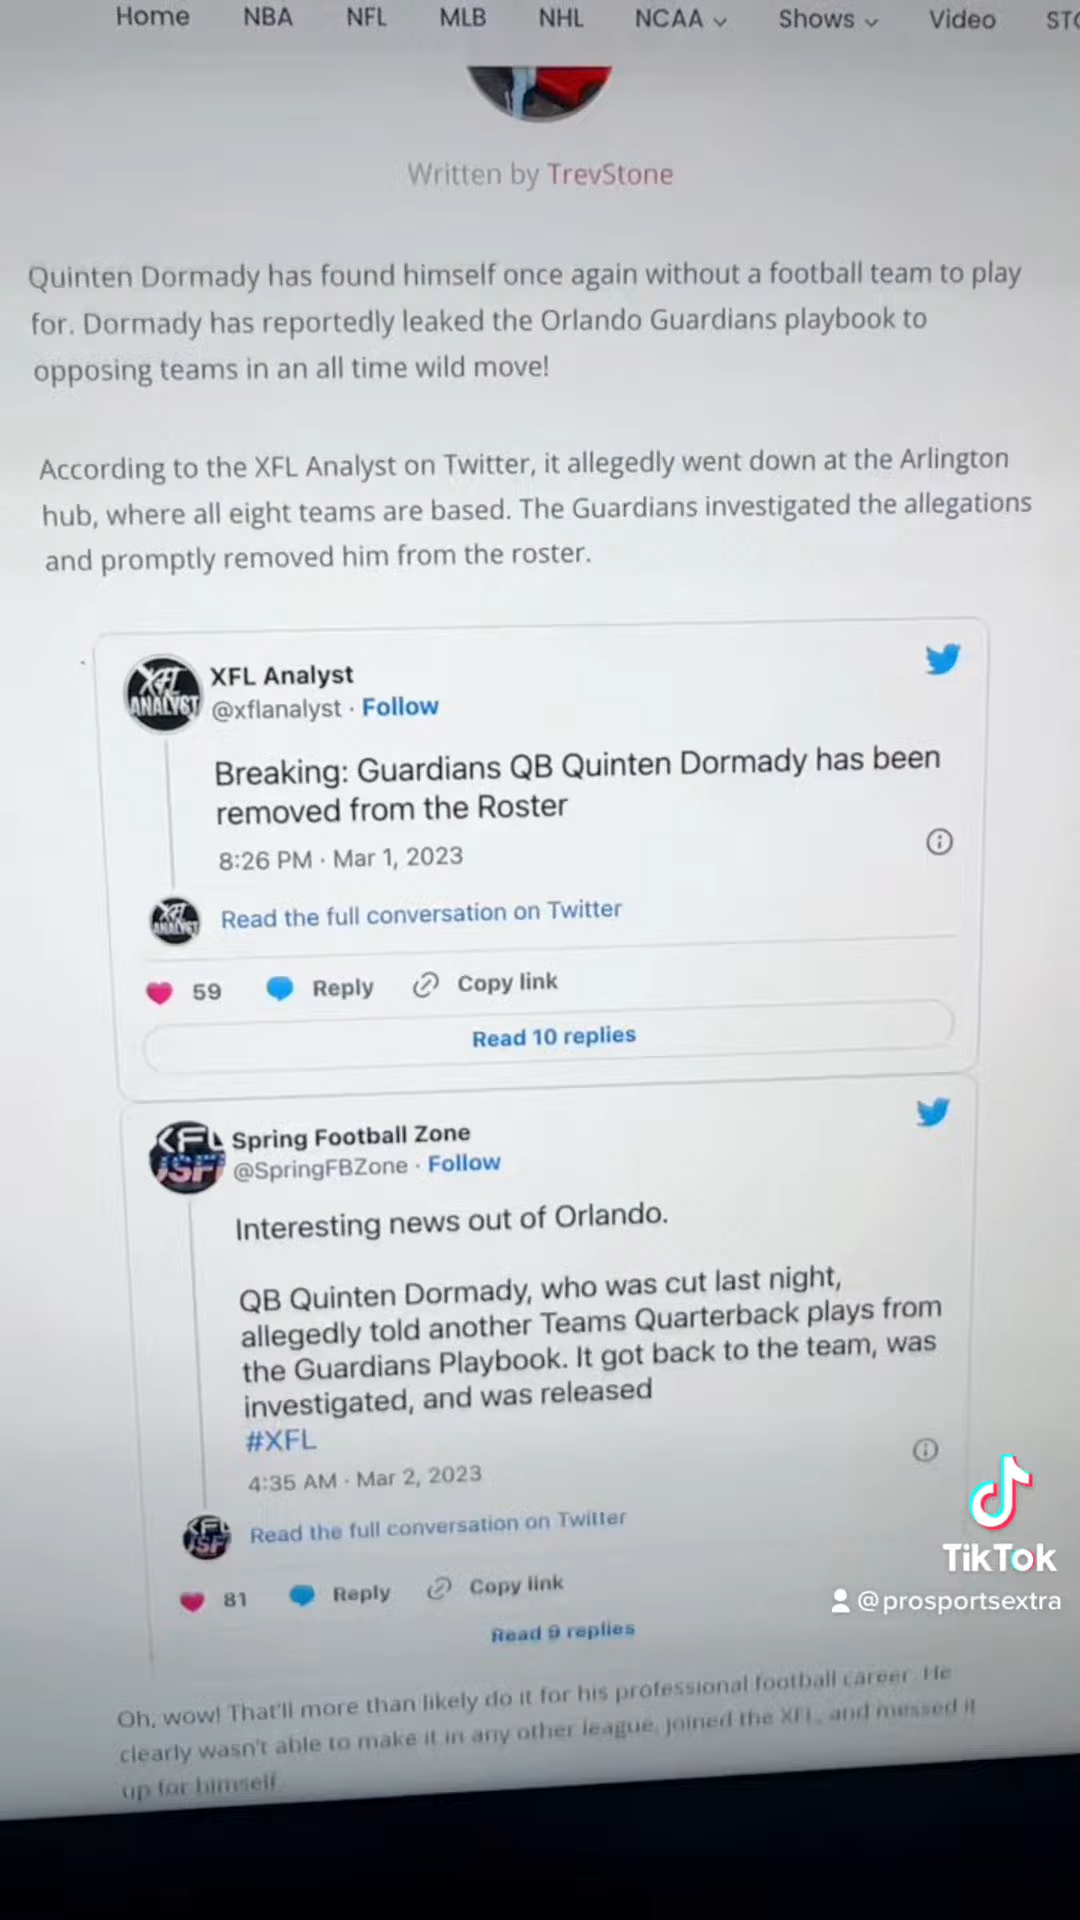 Home NBA NFL MLB NHL NCAA Shows Video
Written by TrevStone
Quinten Dormady has found himself once again without a football team to play
for. Dormady has reportedly leaked the Orlando Guardians playbook to
opposing teams in an all time wild move!
According to the XFL Analyst on Twitter, it allegedly went down at the Arlington
hub, where all eight teams are based. The Guardians investigated the allegations
and promptly removed him from the roster.
XFL Analyst
@xflanalyst · Follow
Breaking: Guardians QB Quinten Dormady has been
removed from the Roster
8:26 PM · Mar 1, 2023
Read the full conversation on Twitter
59 Reply Copy link
Read 10 replies
Spring Football Zone
@SpringFBZone · Follow
Interesting news out of Orlando.
QB Quinten Dormady, who was cut last night,
allegedly told another Teams Quarterback plays from
the Guardians Playbook. It got back to the team, was
investigated, and was released
#XFL
4:35 AM · Mar 2, 2023
Read the full conversation on Twitter
81 Reply Copy link
Read 9 replies
TikTok
@prosportsextra
Oh, wow! That'll more than likely do it for his professional football career. He
clearly wasn't able to make it in any other league, joined the XFL, and messed it
up for himself.